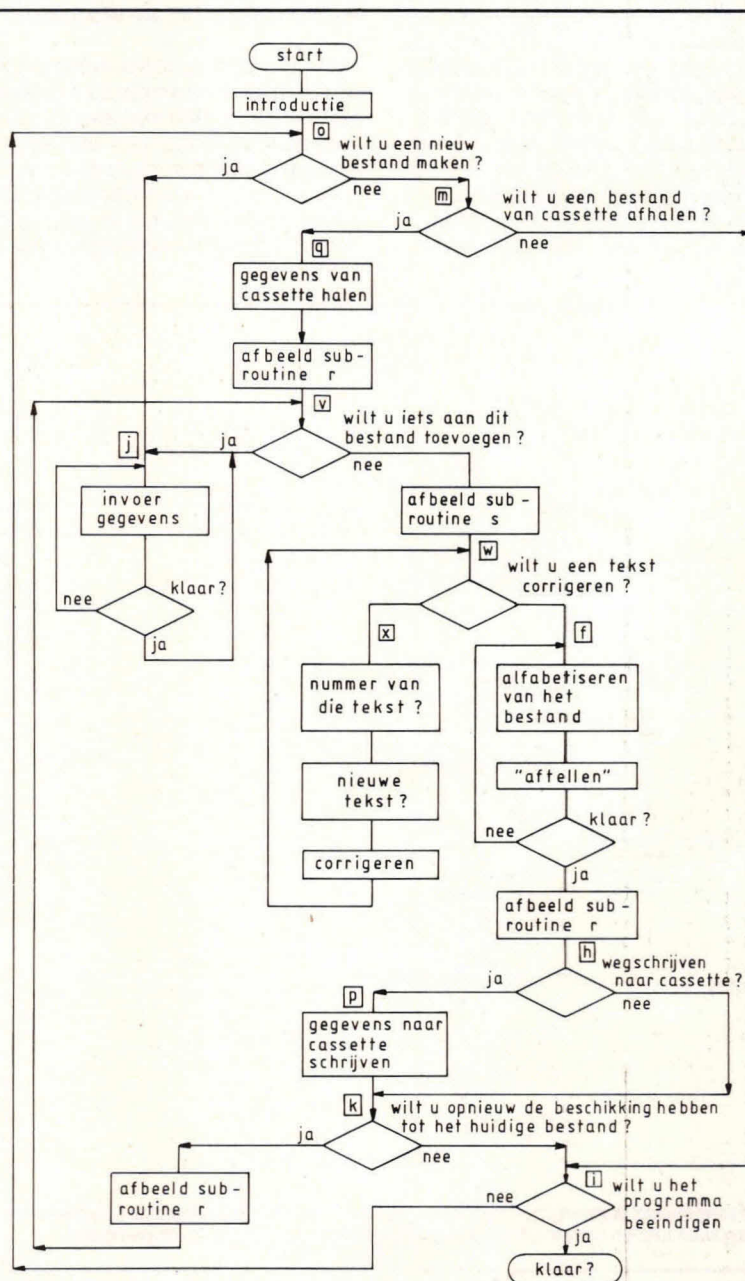 start
introductie
o
wilt u een nieuw
bestand maken?
ja
nee
m
wilt u een bestand
van cassette afhalen?
ja
nee
q
gegevens van
cassette halen
afbeeld sub-
routine r
v
wilt u iets aan dit
bestand toevoegen?
j
ja
nee
invoer
gegevens
afbeeld sub-
routine s
w
wilt u een tekst
corrigeren?
klaar?
nee
ja
x
f
nummer van
die tekst?
alfabetiseren
van het
bestand
nieuwe
tekst?
"aftellen"
klaar?
nee
corrigeren
ja
afbeeld sub-
routine r
h
wegschrijven
naar cassette?
ja
nee
p
gegevens naar
cassette
schrijven
k
wilt u opnieuw de beschikking hebben
tot het huidige bestand?
ja
nee
afbeeld sub-
routine r
i
wilt u het
programma
beeindigen
nee
ja
klaar?